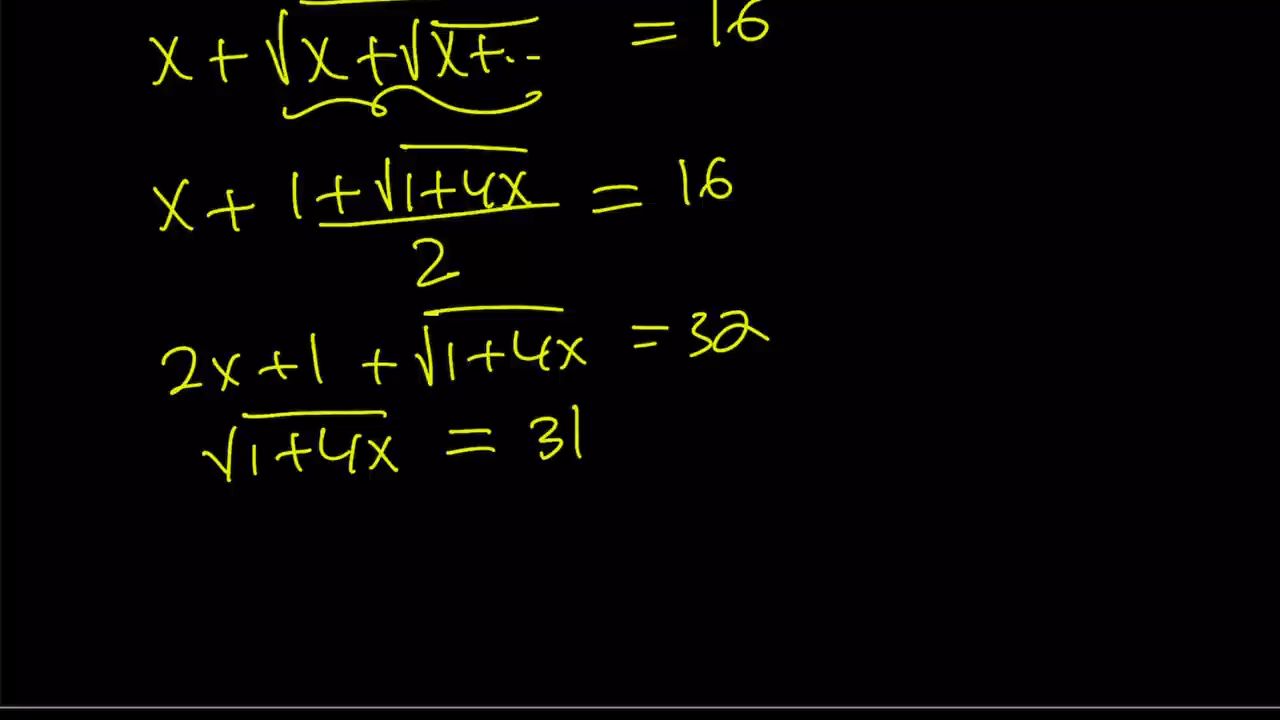 x + √x + √x + .. = 16
x + 1 + √1 + 4x / 2 = 16
2x + 1 + √1 + 4x = 32
√1 + 4x = 31